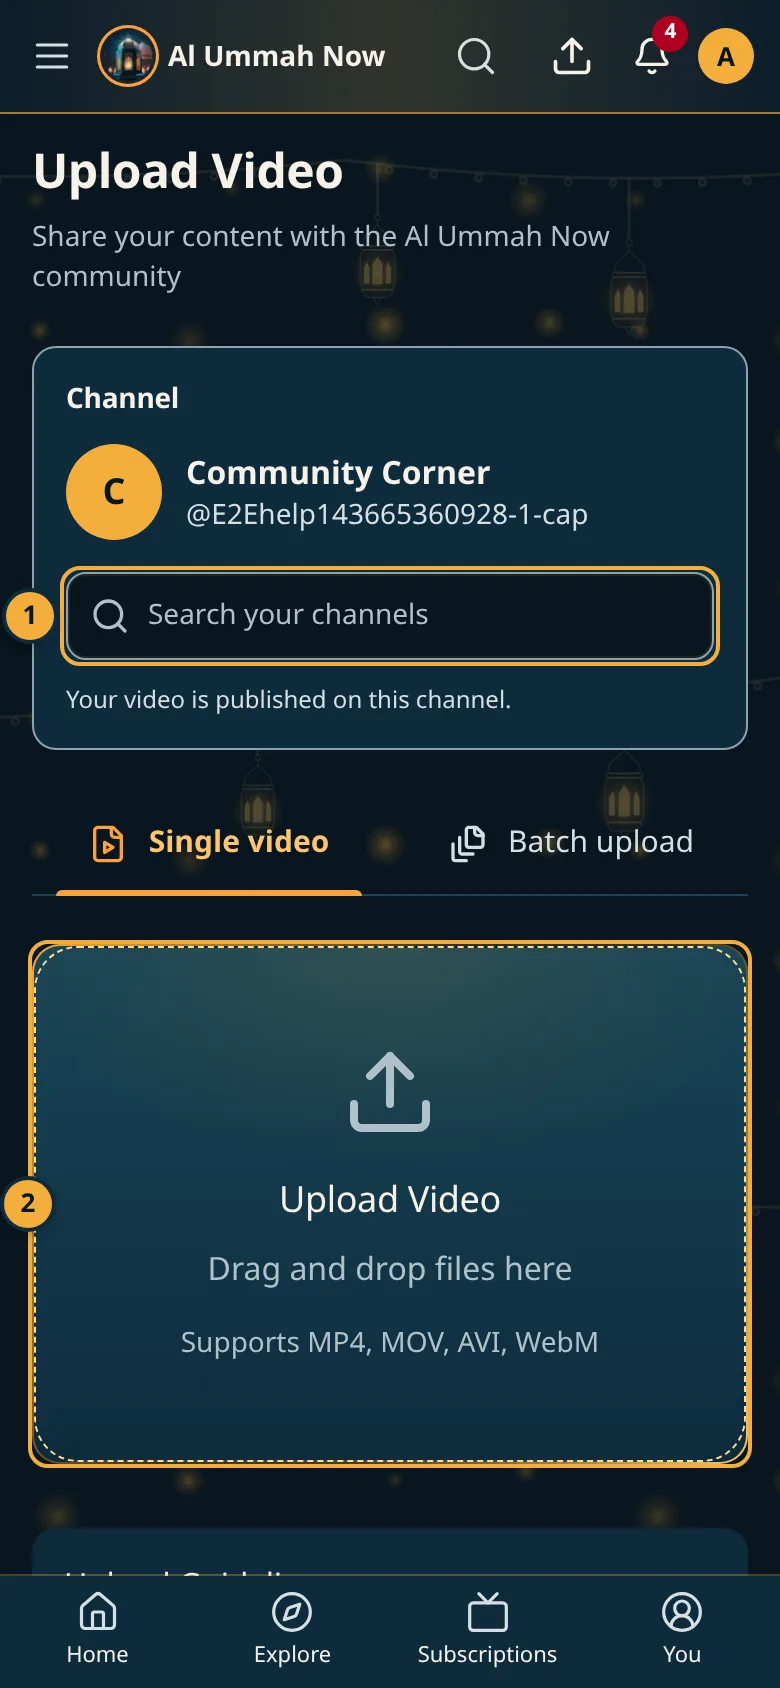 Al Ummah Now
4
A
Upload Video
Share your content with the Al Ummah Now
community
Channel
C
Community Corner
@E2Ehelp143665360928-1-cap
1
Search your channels
Your video is published on this channel.
Single video
Batch upload
2
Upload Video
Drag and drop files here
Supports MP4, MOV, AVI, WebM
Home
Explore
Subscriptions
You